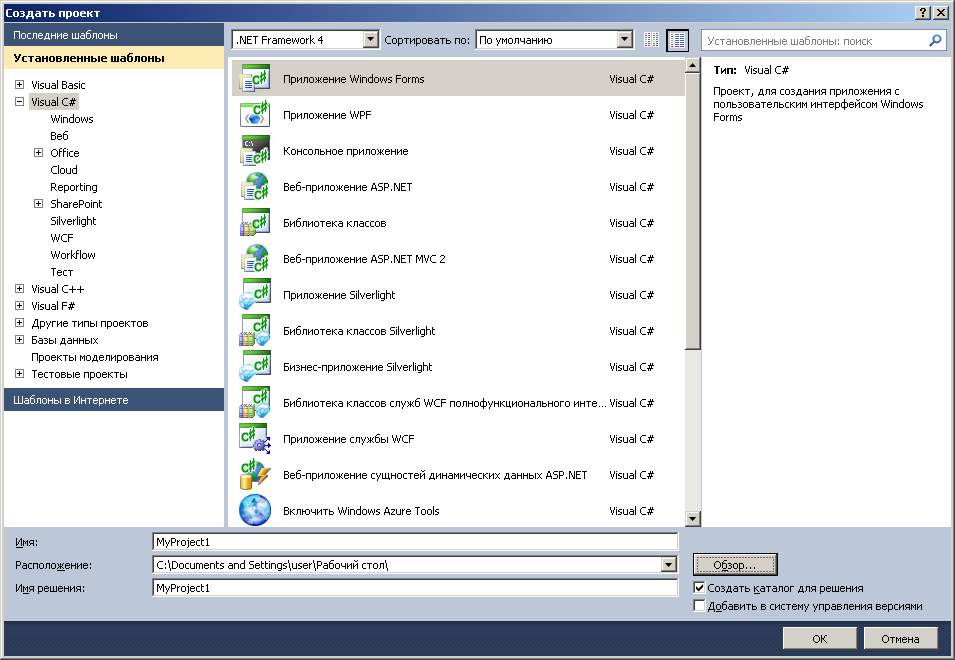 Создать проект
Последние шаблоны
Установленные шаблоны
Visual Basic
Visual C#
Windows
Веб
Office
Cloud
Reporting
SharePoint
Silverlight
WCF
Workflow
Тест
Visual C++
Visual F#
Другие типы проектов
Базы данных
Проекты моделирования
Тестовые проекты
Шаблоны в Интернете
.NET Framework 4 Сортировать по: По умолчанию
Установленные шаблоны: поиск
Приложение Windows Forms Visual C#
Приложение WPF Visual C#
Консольное приложение Visual C#
Веб-приложение ASP.NET Visual C#
Библиотека классов Visual C#
Веб-приложение ASP.NET MVC 2 Visual C#
Приложение Silverlight Visual C#
Библиотека классов Silverlight Visual C#
Бизнес-приложение Silverlight Visual C#
Библиотека классов служб WCF полнофункционального инте... Visual C#
Приложение службы WCF Visual C#
Веб-приложение сущностей динамических данных ASP.NET Visual C#
Включить Windows Azure Tools Visual C#
Тип: Visual C#
Проект, для создания приложения с
пользовательским интерфейсом Windows
Forms
Имя: MyProject1
Расположение: C:\Documents and Settings\user\Рабочий стол\
Обзор...
Имя решения: MyProject1
Создать каталог для решения
Добавить в систему управления версиями
OK Отмена